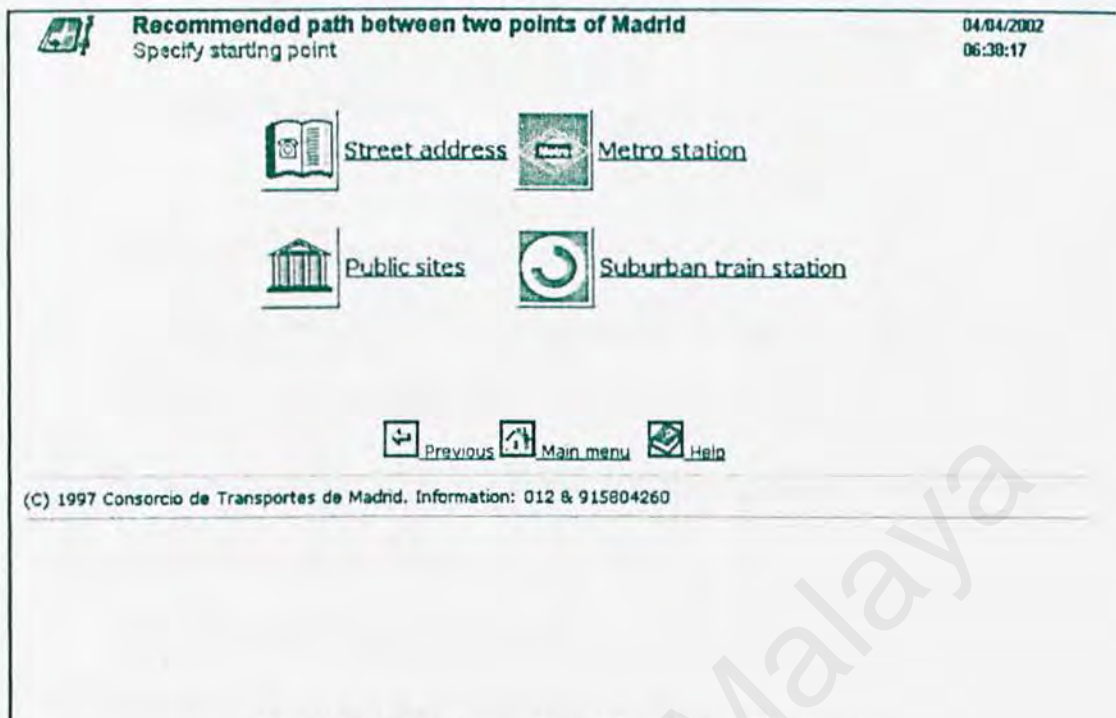 Recommended path between two points of Madrid
Specify starting point
04/04/2002
06:38:17
Street address
Metro station
Public sites
Suburban train station
Previous
Main menu
Help
(C) 1997 Consorcio de Transportes de Madrid. Information: 012 & 915804260
Malaya